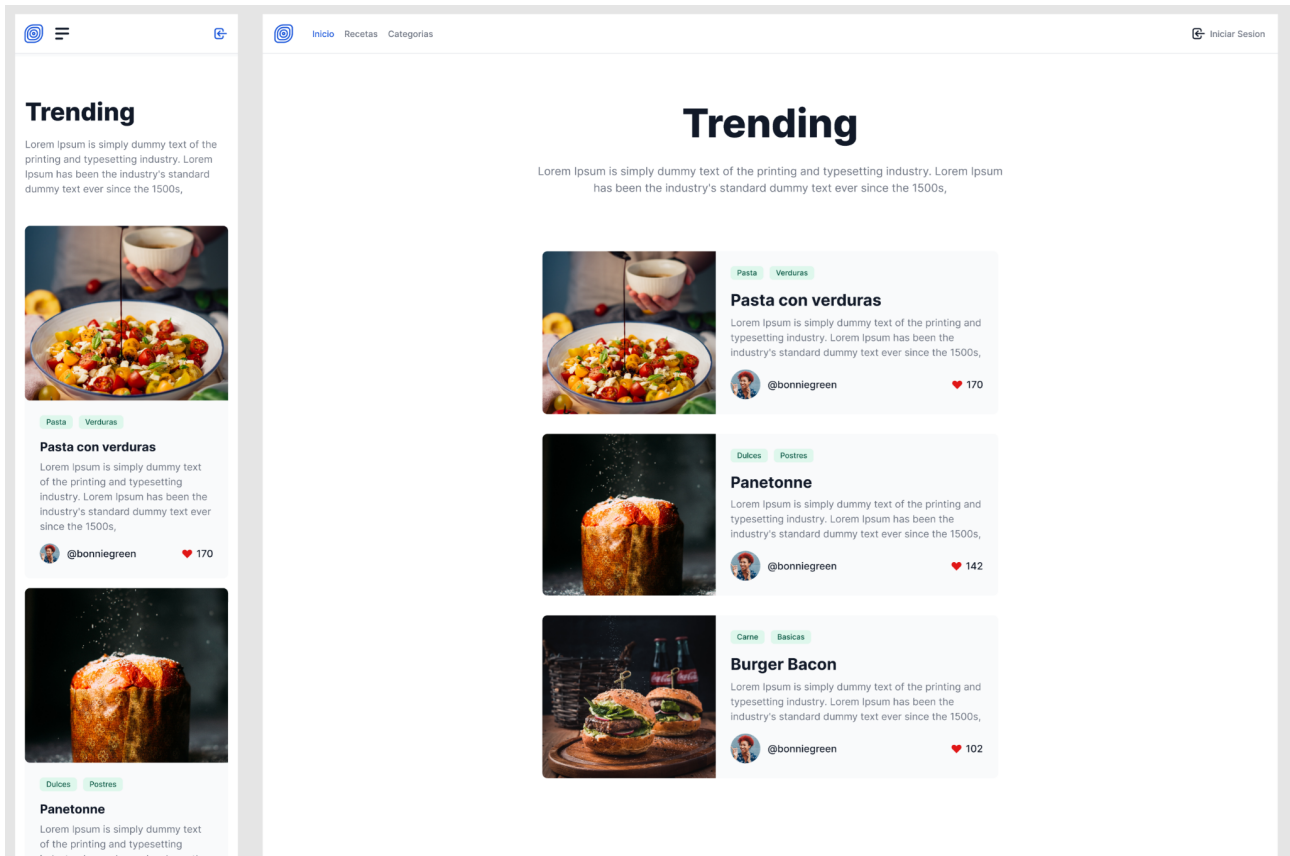 Trending
Lorem Ipsum is simply dummy text of the
printing and typesetting industry. Lorem
Ipsum has been the industry's standard
dummy text ever since the 1500s,
Pasta Verduras
Pasta con verduras
Lorem Ipsum is simply dummy text
of the printing and typesetting
industry. Lorem Ipsum has been the
industry's standard dummy text ever
since the 1500s,
@bonniegreen 170
Dulces Postres
Panetonne
Lorem Ipsum is simply dummy text
of the printing and typesetting
Inicio Recetas Categorias Iniciar Sesion
Trending
Lorem Ipsum is simply dummy text of the printing and typesetting industry. Lorem Ipsum
has been the industry's standard dummy text ever since the 1500s,
Pasta Verduras
Pasta con verduras
Lorem Ipsum is simply dummy text of the printing and
typesetting industry. Lorem Ipsum has been the
industry's standard dummy text ever since the 1500s,
@bonniegreen 170
Dulces Postres
Panetonne
Lorem Ipsum is simply dummy text of the printing and
typesetting industry. Lorem Ipsum has been the
industry's standard dummy text ever since the 1500s,
@bonniegreen 142
Carne Basicas
Burger Bacon
Lorem Ipsum is simply dummy text of the printing and
typesetting industry. Lorem Ipsum has been the
industry's standard dummy text ever since the 1500s,
@bonniegreen 102